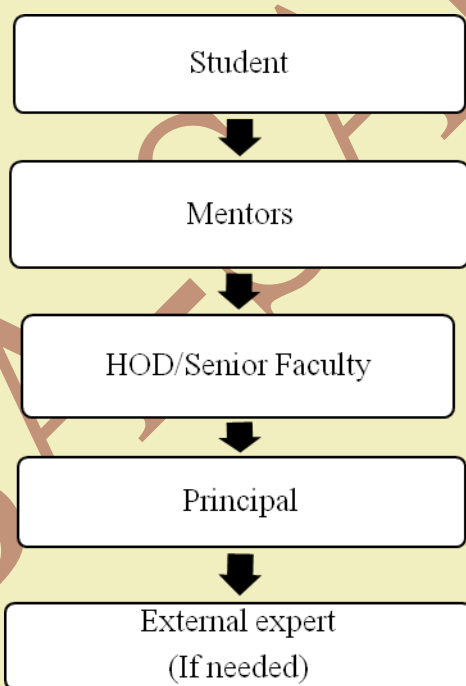 Student
Mentors
HOD/Senior Faculty
Principal
External expert
(If needed)